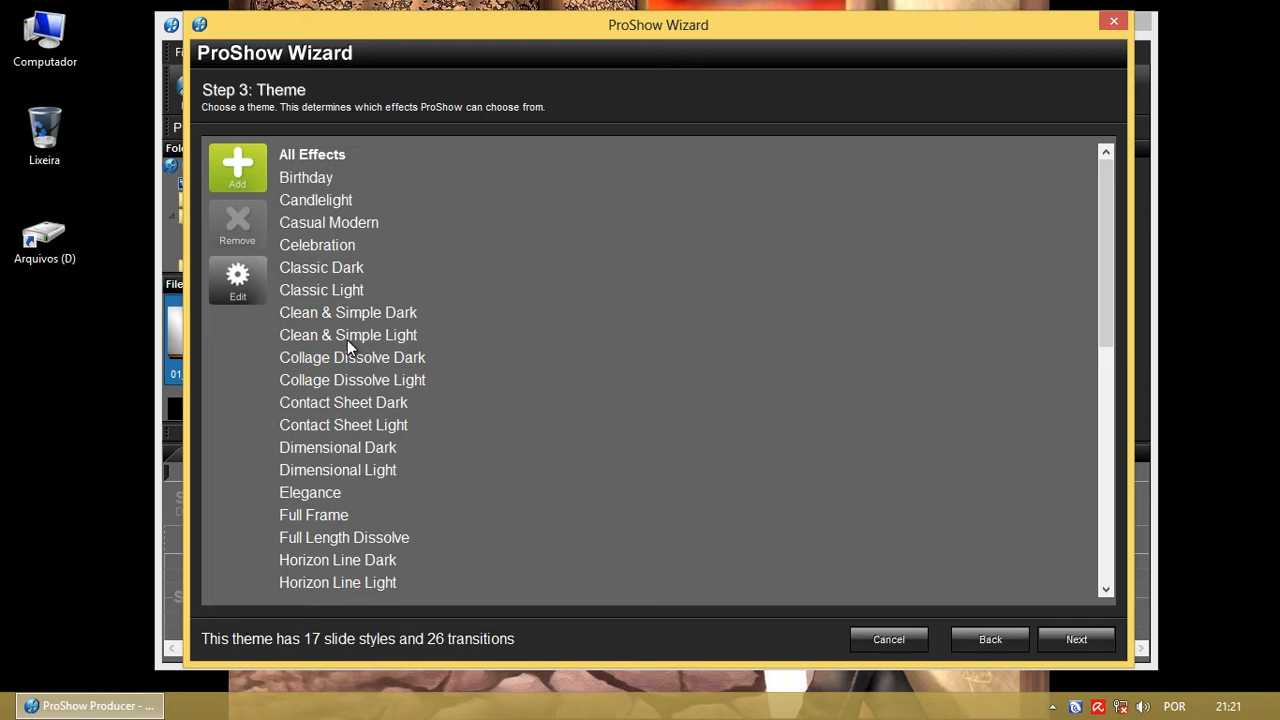 Computador
Lixeira
Arquivos (D)
ProShow Wizard
ProShow Wizard
Step 3: Theme
Choose a theme. This determines which effects ProShow can choose from.
Add
Remove
Edit
All Effects
Birthday
Candlelight
Casual Modern
Celebration
Classic Dark
Classic Light
Clean & Simple Dark
Clean & Simple Light
Collage Dissolve Dark
Collage Dissolve Light
Contact Sheet Dark
Contact Sheet Light
Dimensional Dark
Dimensional Light
Elegance
Full Frame
Full Length Dissolve
Horizon Line Dark
Horizon Line Light
This theme has 17 slide styles and 26 transitions
Cancel
Back
Next
ProShow Producer - ...
POR
21:21